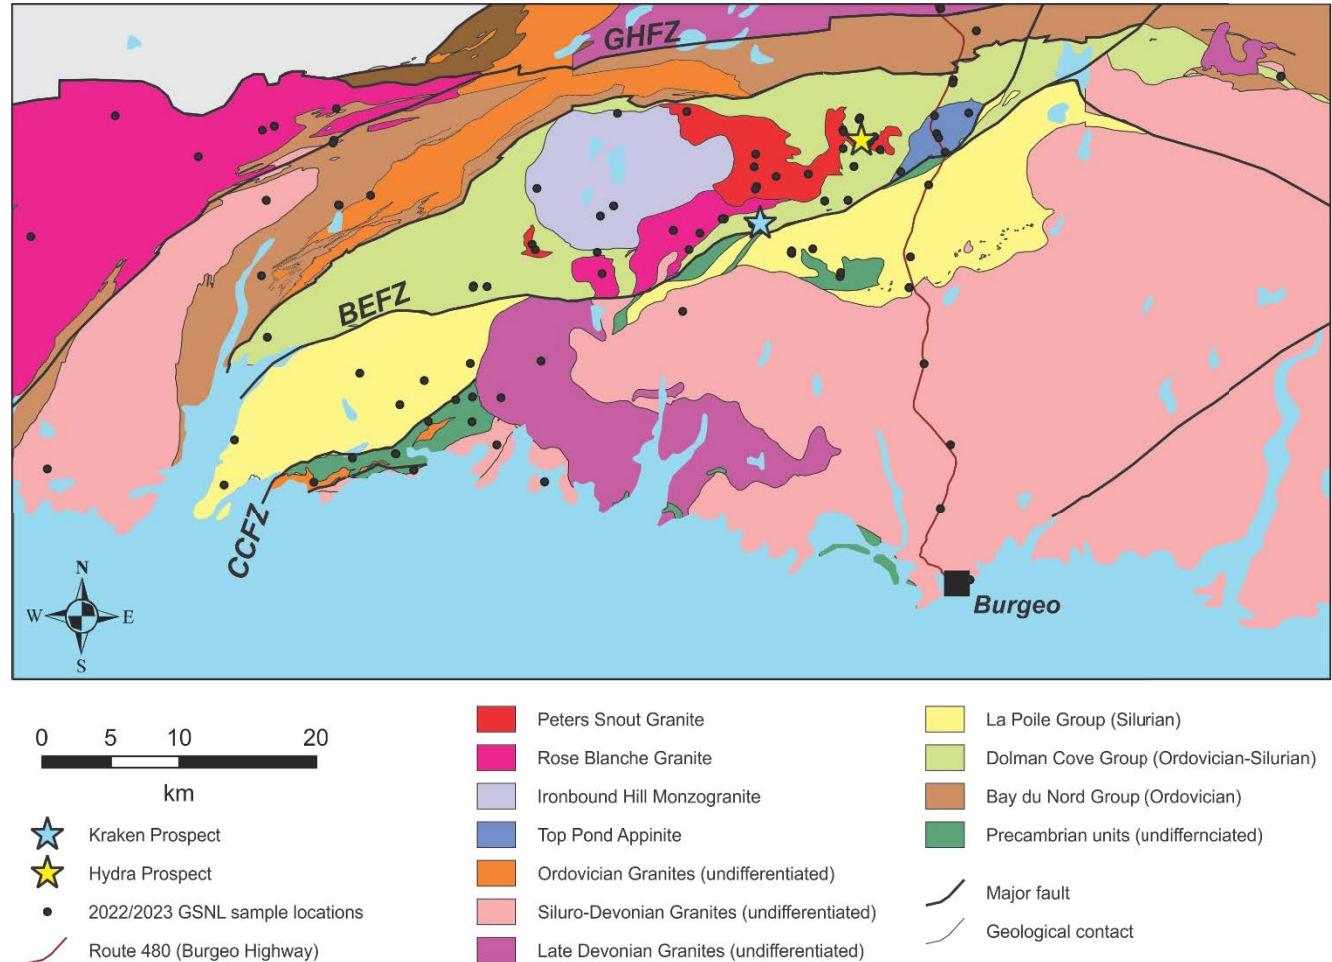 GHFZ
BEFZ
CCFZ
Burgeo
N
W
E
S
0 5 10 20
km
Kraken Prospect
Hydra Prospect
2022/2023 GSNL sample locations
Route 480 (Burgeo Highway)
Peters Snout Granite
Rose Blanche Granite
Ironbound Hill Monzogranite
Top Pond Appinite
Ordovician Granites (undifferentiated)
Siluro-Devonian Granites (undifferentiated)
Late Devonian Granites (undifferentiated)
La Poile Group (Silurian)
Dolman Cove Group (Ordovician-Silurian)
Bay du Nord Group (Ordovician)
Precambrian units (undiffernciated)
Major fault
Geological contact